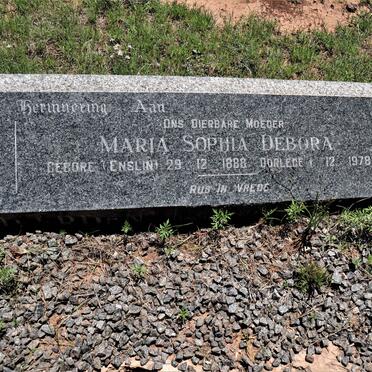 Herinnering Aan
Ons Dierbare Moeder
Maria Sophia Debora
Gebore (Enslin) 29. 12. 1888 Oorlede 1. 12. 1978
Rus in Vrede